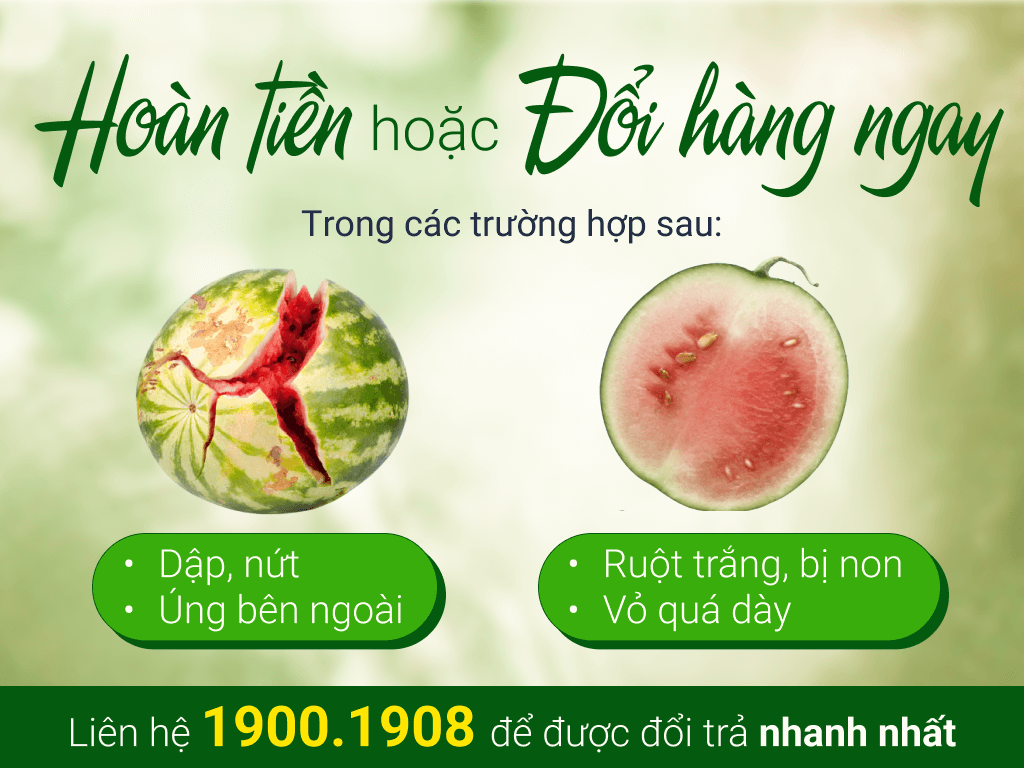 Hoàn tiền hoặc Đổi hàng ngay
Trong các trường hợp sau:
• Dập, nứt
• Úng bên ngoài
• Ruột trắng, bị non
• Vỏ quá dày
Liên hệ 1900.1908 để được đổi trả nhanh nhất